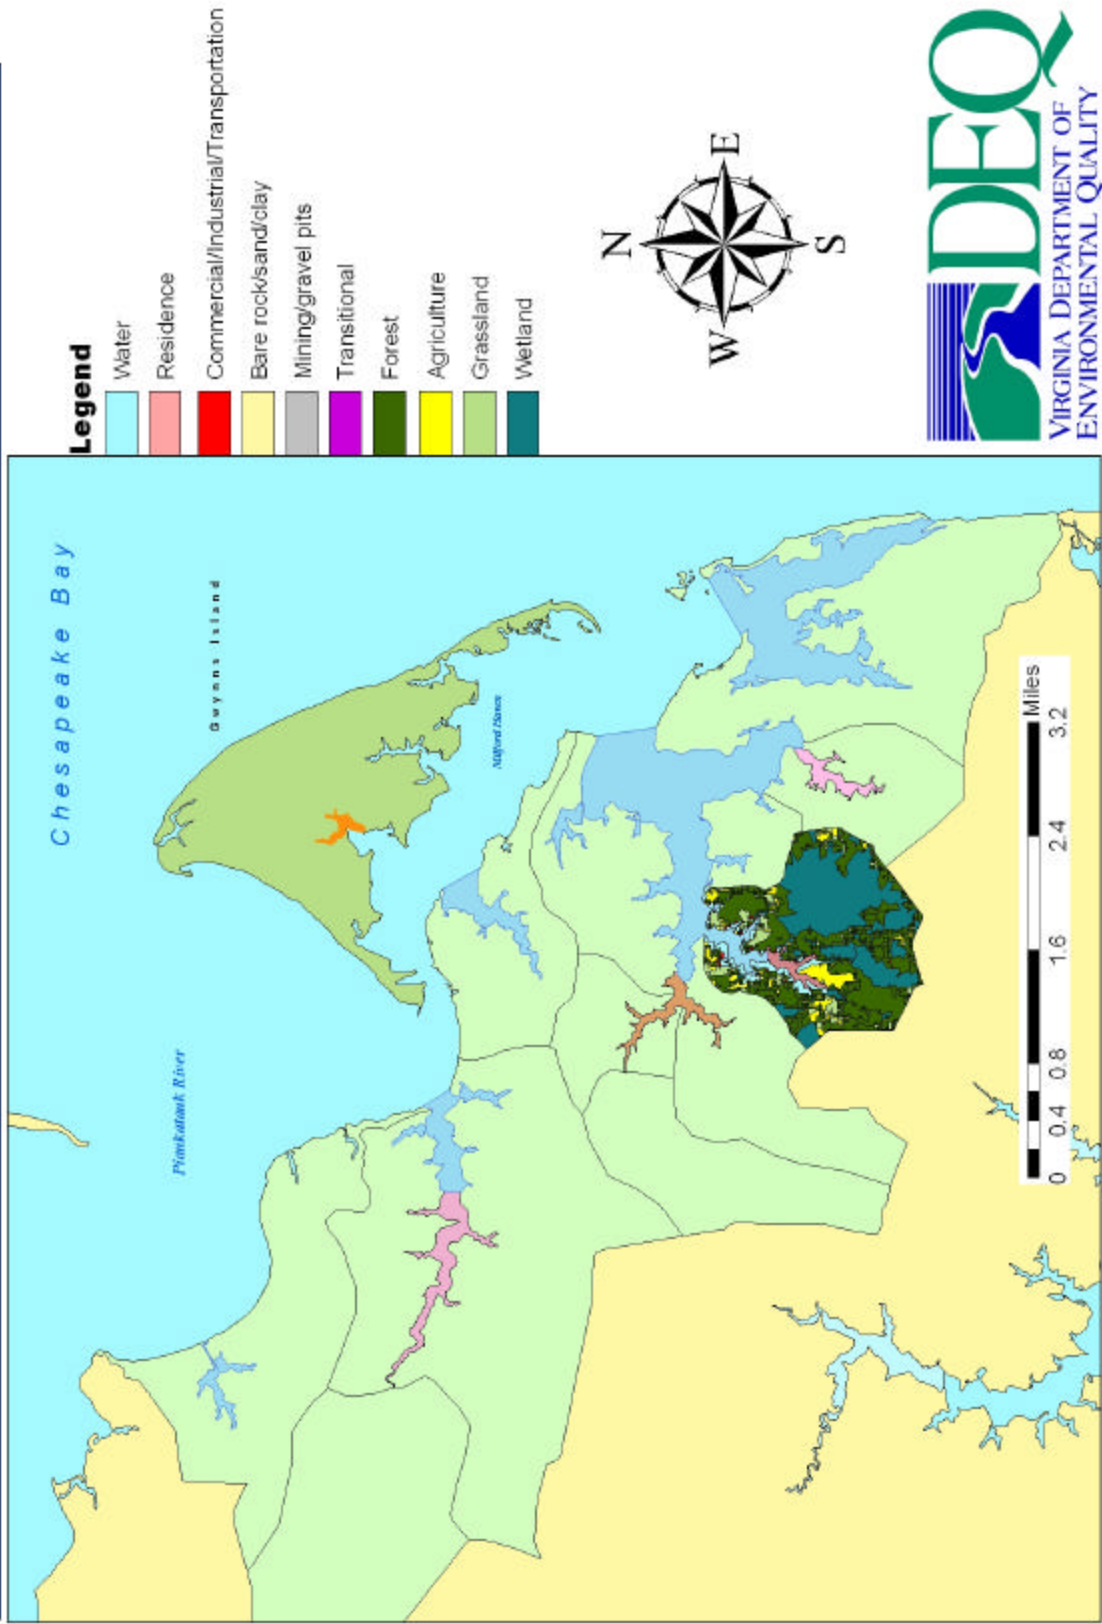 Chesapeake Bay
Gwynns Island
Piankatank River
Milford Haven
Legend
Water
Residence
Commercial/Industrial/Transportation
Bare rock/sand/clay
Mining/gravel pits
Transitional
Forest
Agriculture
Grassland
Wetland
N
W
E
S
0 0.4 0.8 1.6 2.4 3.2
Miles
DEQ
VIRGINIA DEPARTMENT OF
ENVIRONMENTAL QUALITY